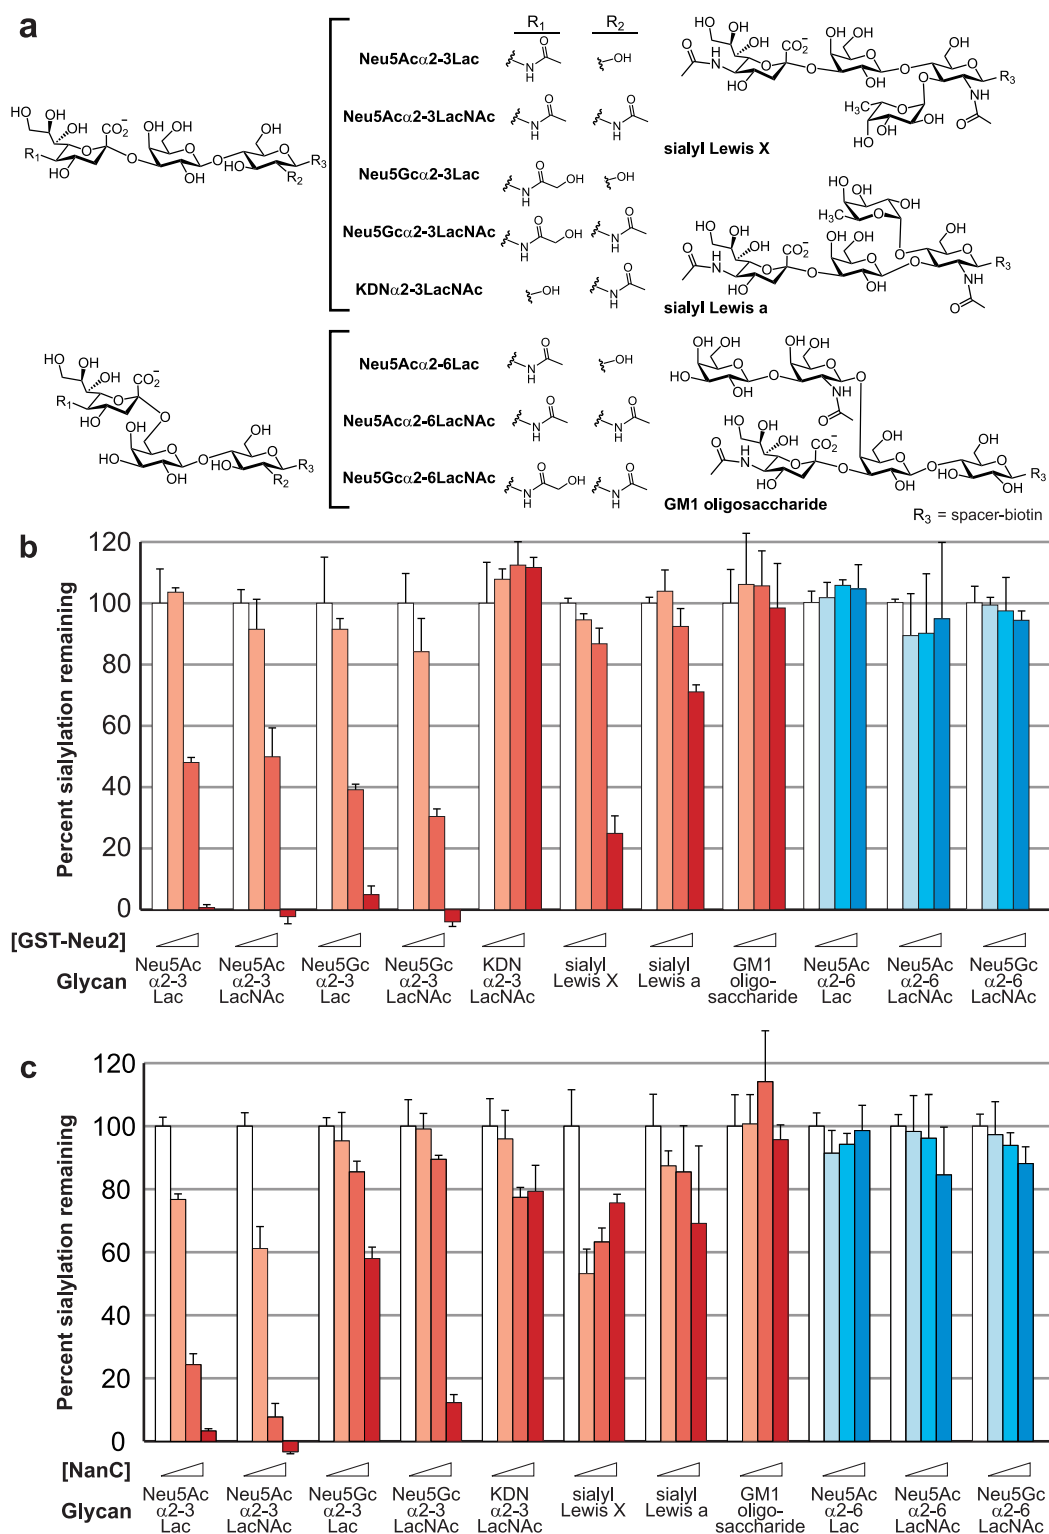 a
R1 R2
Neu5Acα2-3Lac
Neu5Acα2-3LacNAc
Neu5Gcα2-3Lac
Neu5Gcα2-3LacNAc
KDNα2-3LacNAc
sialyl Lewis X
sialyl Lewis a
Neu5Acα2-6Lac
Neu5Acα2-6LacNAc
Neu5Gcα2-6LacNAc
GM1 oligosaccharide
R3 = spacer-biotin
b
Percent sialylation remaining
120
100
80
60
40
20
0
[GST-Neu2]
Glycan
Neu5Ac
α2-3
Lac
Neu5Ac
α2-3
LacNAc
Neu5Gc
α2-3
Lac
Neu5Gc
α2-3
LacNAc
KDN
α2-3
LacNAc
sialyl
Lewis X
sialyl
Lewis a
GM1
oligo-
saccharide
Neu5Ac
α2-6
Lac
Neu5Ac
α2-6
LacNAc
Neu5Gc
α2-6
LacNAc
c
Percent sialylation remaining
120
100
80
60
40
20
0
[NanC]
Glycan
Neu5Ac
α2-3
Lac
Neu5Ac
α2-3
LacNAc
Neu5Gc
α2-3
Lac
Neu5Gc
α2-3
LacNAc
KDN
α2-3
LacNAc
sialyl
Lewis X
sialyl
Lewis a
GM1
oligo-
saccharide
Neu5Ac
α2-6
Lac
Neu5Ac
α2-6
LacNAc
Neu5Gc
α2-6
LacNAc